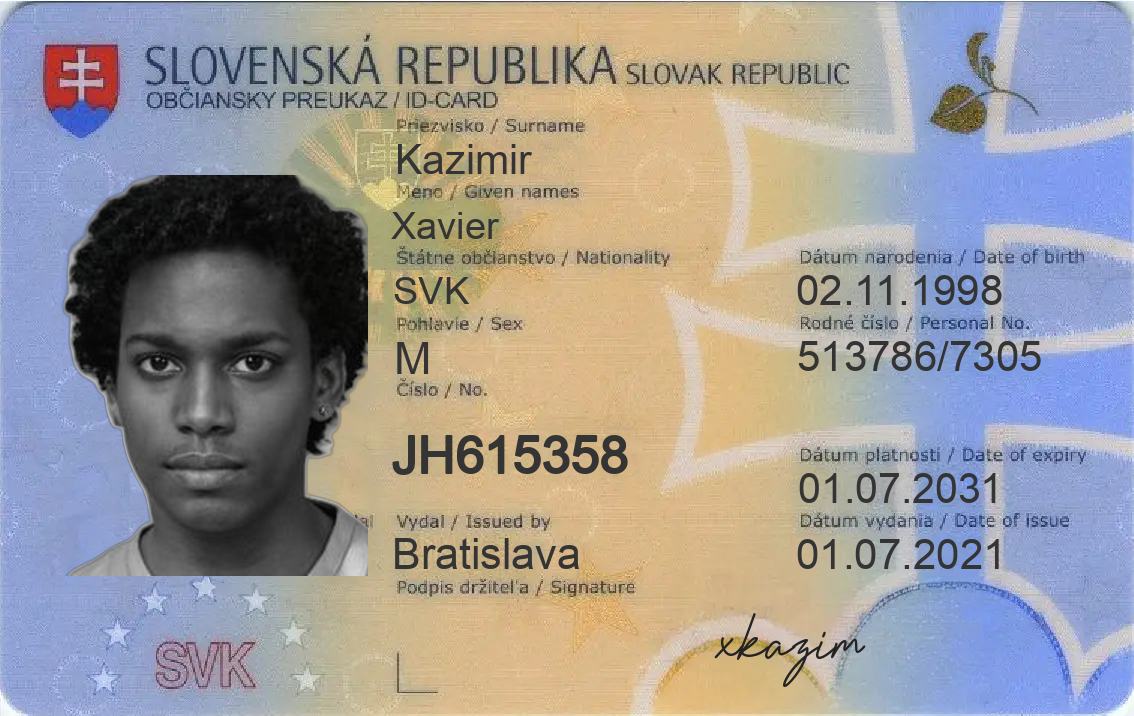 SLOVENSKÁ REPUBLIKA SLOVAK REPUBLIC
OBČIANSKY PREUKAZ / ID-CARD
Priezvisko / Surname
Kazimir
Meno / Given names
Xavier
Štátne občianstvo / Nationality
SVK
Dátum narodenia / Date of birth
02.11.1998
Pohlavie / Sex
M
Rodné číslo / Personal No.
513786/7305
Číslo / No.
JH615358
Dátum platnosti / Date of expiry
01.07.2031
Vydal / Issued by
Bratislava
Dátum vydania / Date of issue
01.07.2021
Podpis držiteľa / Signature
xkazim
SVK